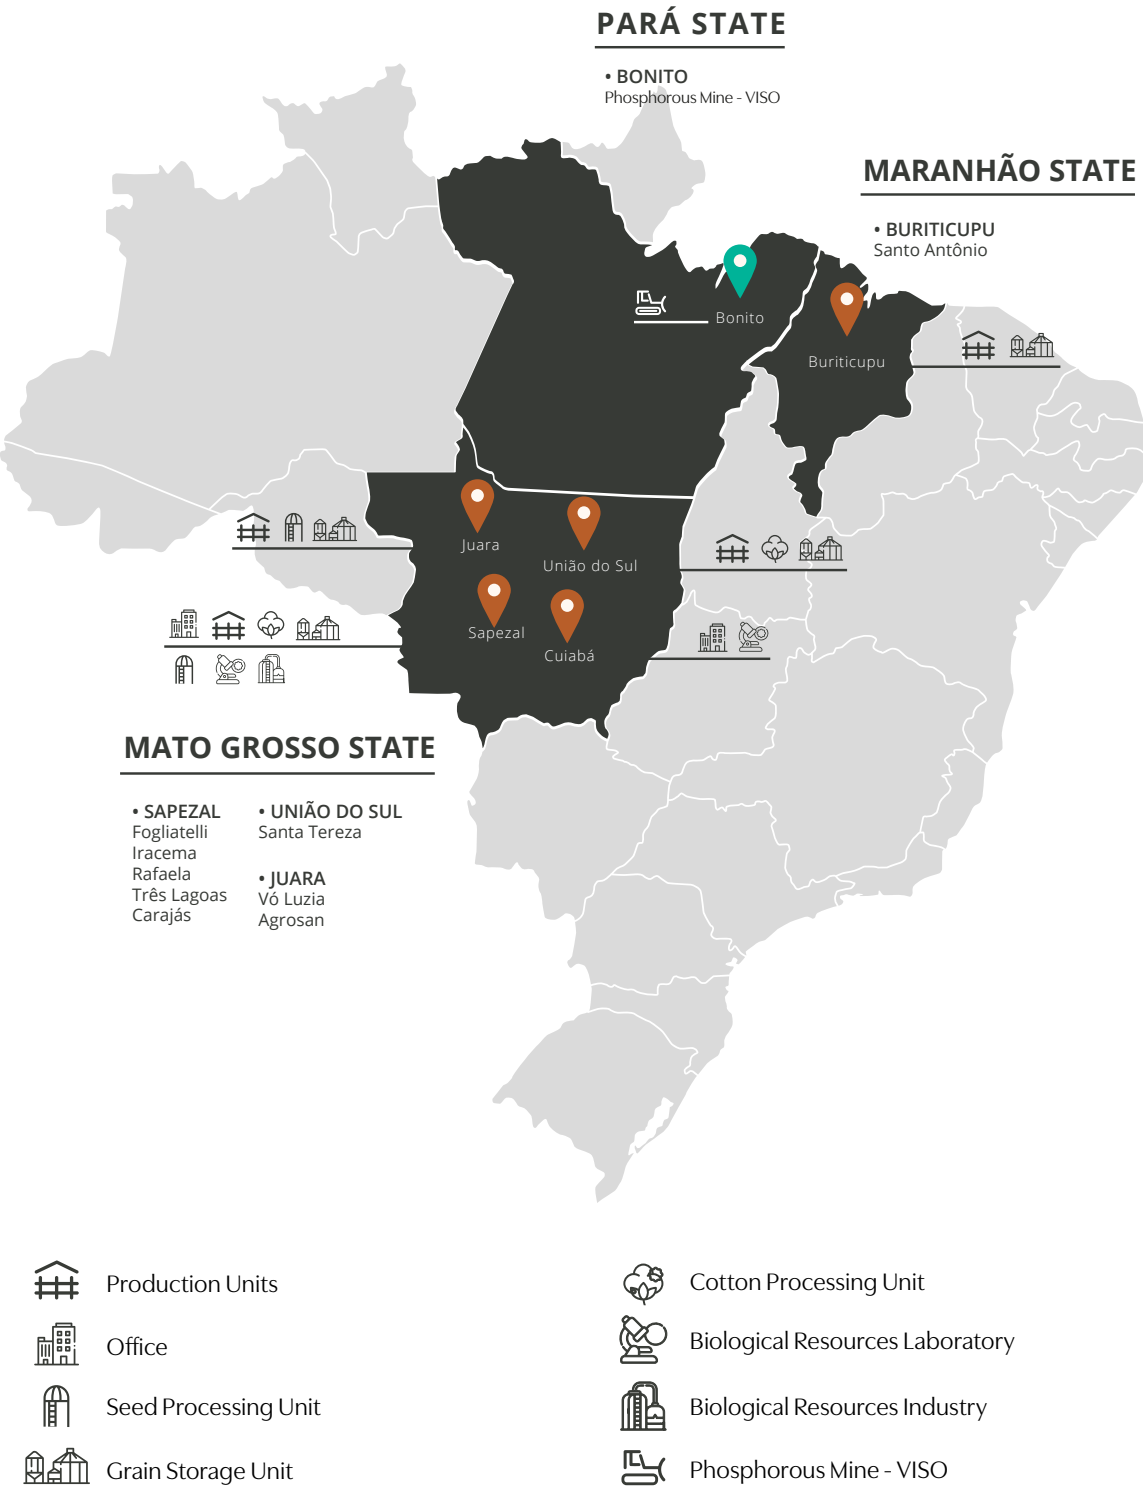 PARÁ STATE
• BONITO
Phosphorous Mine - VISO
MARANHÃO STATE
• BURITICUPU
Santo Antônio
Bonito
Buriticupu
Juara
União do Sul
Sapezal
Cuiabá
MATO GROSSO STATE
• SAPEZAL
Fogliatelli
Iracema
Rafaela
Três Lagoas
Carajás
• UNIÃO DO SUL
Santa Tereza
• JUARA
Vó Luzia
Agrosan
Production Units
Office
Seed Processing Unit
Grain Storage Unit
Cotton Processing Unit
Biological Resources Laboratory
Biological Resources Industry
Phosphorous Mine - VISO